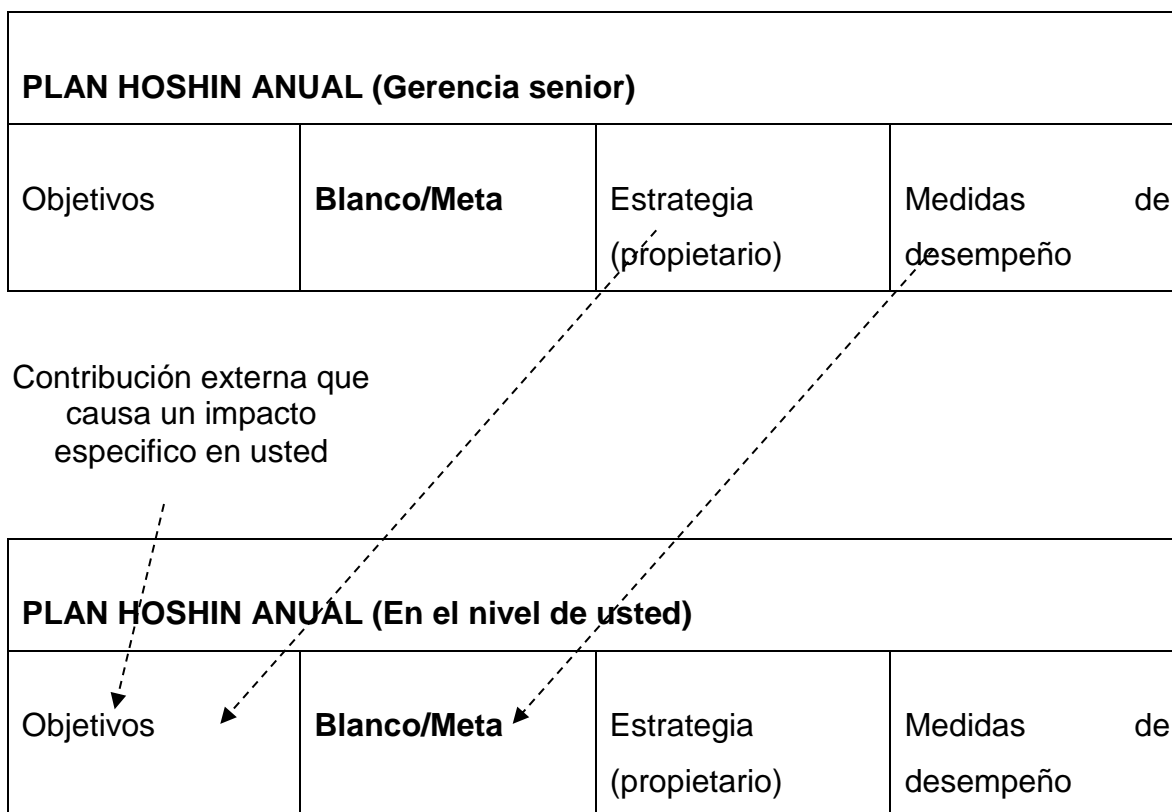 PLAN HOSHIN ANUAL (Gerencia senior)
Objetivos
Blanco/Meta
Estrategia
(propietario)
Medidas de
desempeño
Contribución externa que
causa un impacto
especifico en usted
PLAN HOSHIN ANUAL (En el nivel de usted)
Objetivos
Blanco/Meta
Estrategia
(propietario)
Medidas de
desempeño